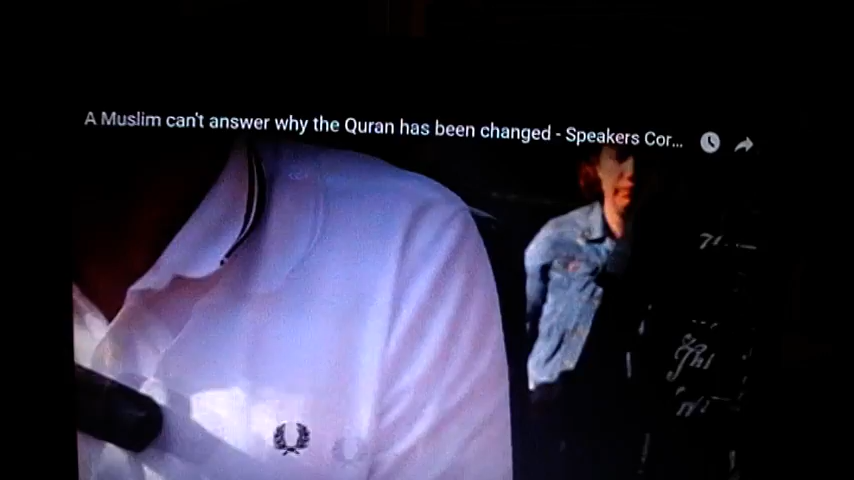 A Muslim can't answer why the Quran has been changed - Speakers Cor...